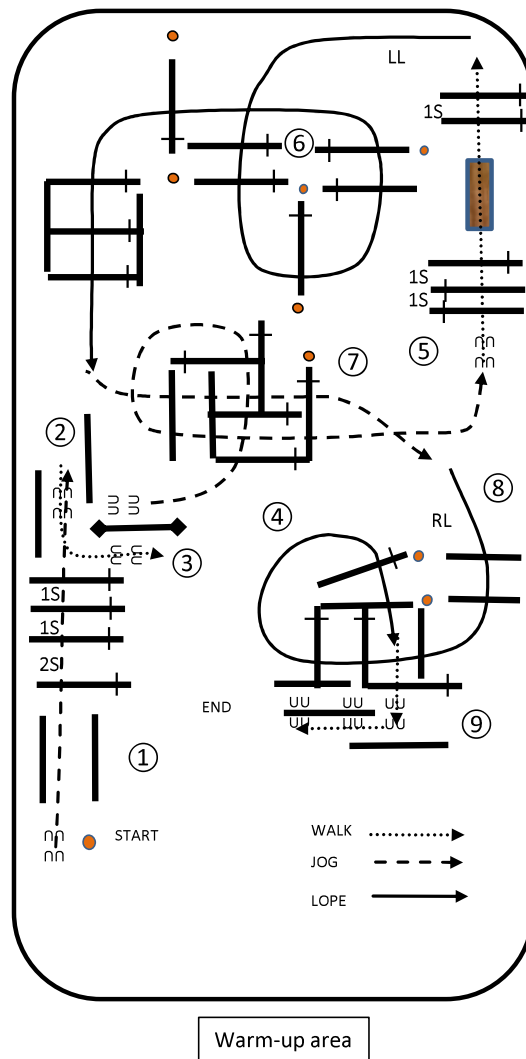 LL
1S
⑥
1S
1S
⑤
⑦
②
⑧
④
RL
③
1S
1S
2S
END
⑨
①
START
WALK
JOG
LOPE
Warm-up area